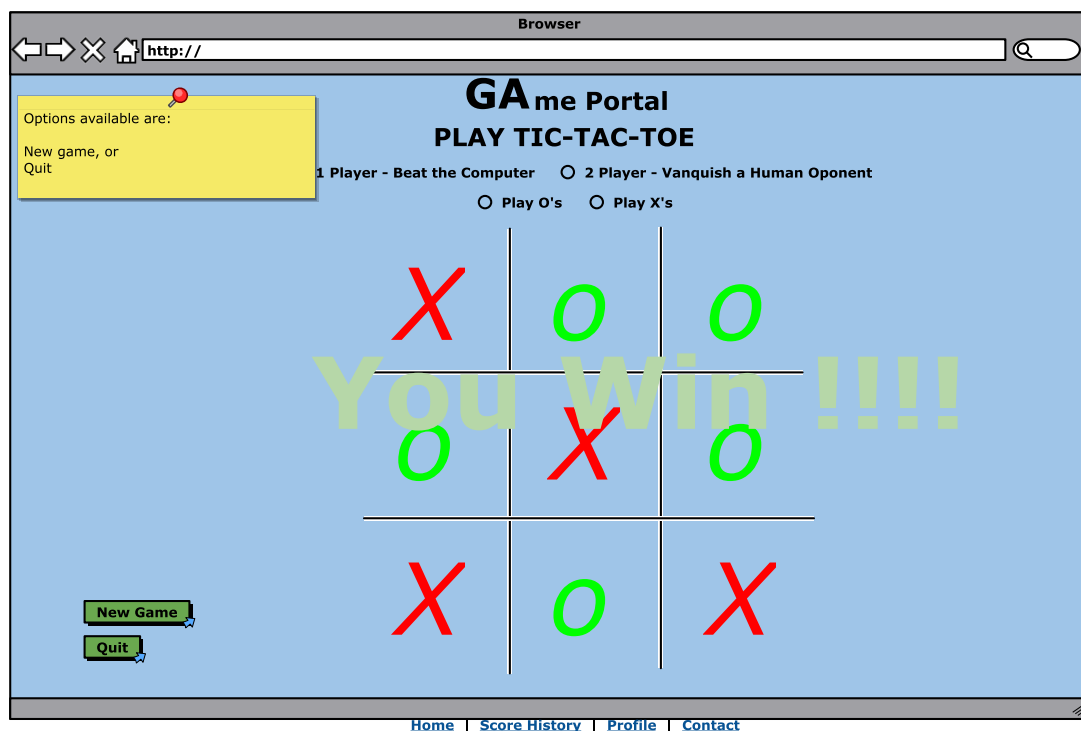 Browser
http://
GAme Portal
PLAY TIC-TAC-TOE
Options available are:
New game, or
Quit
1 Player - Beat the Computer 2 Player - Vanquish a Human Oponent
Play O's Play X's
X O O
You Win !!!!
O X O
X O X
New Game
Quit
Home | Score History | Profile | Contact